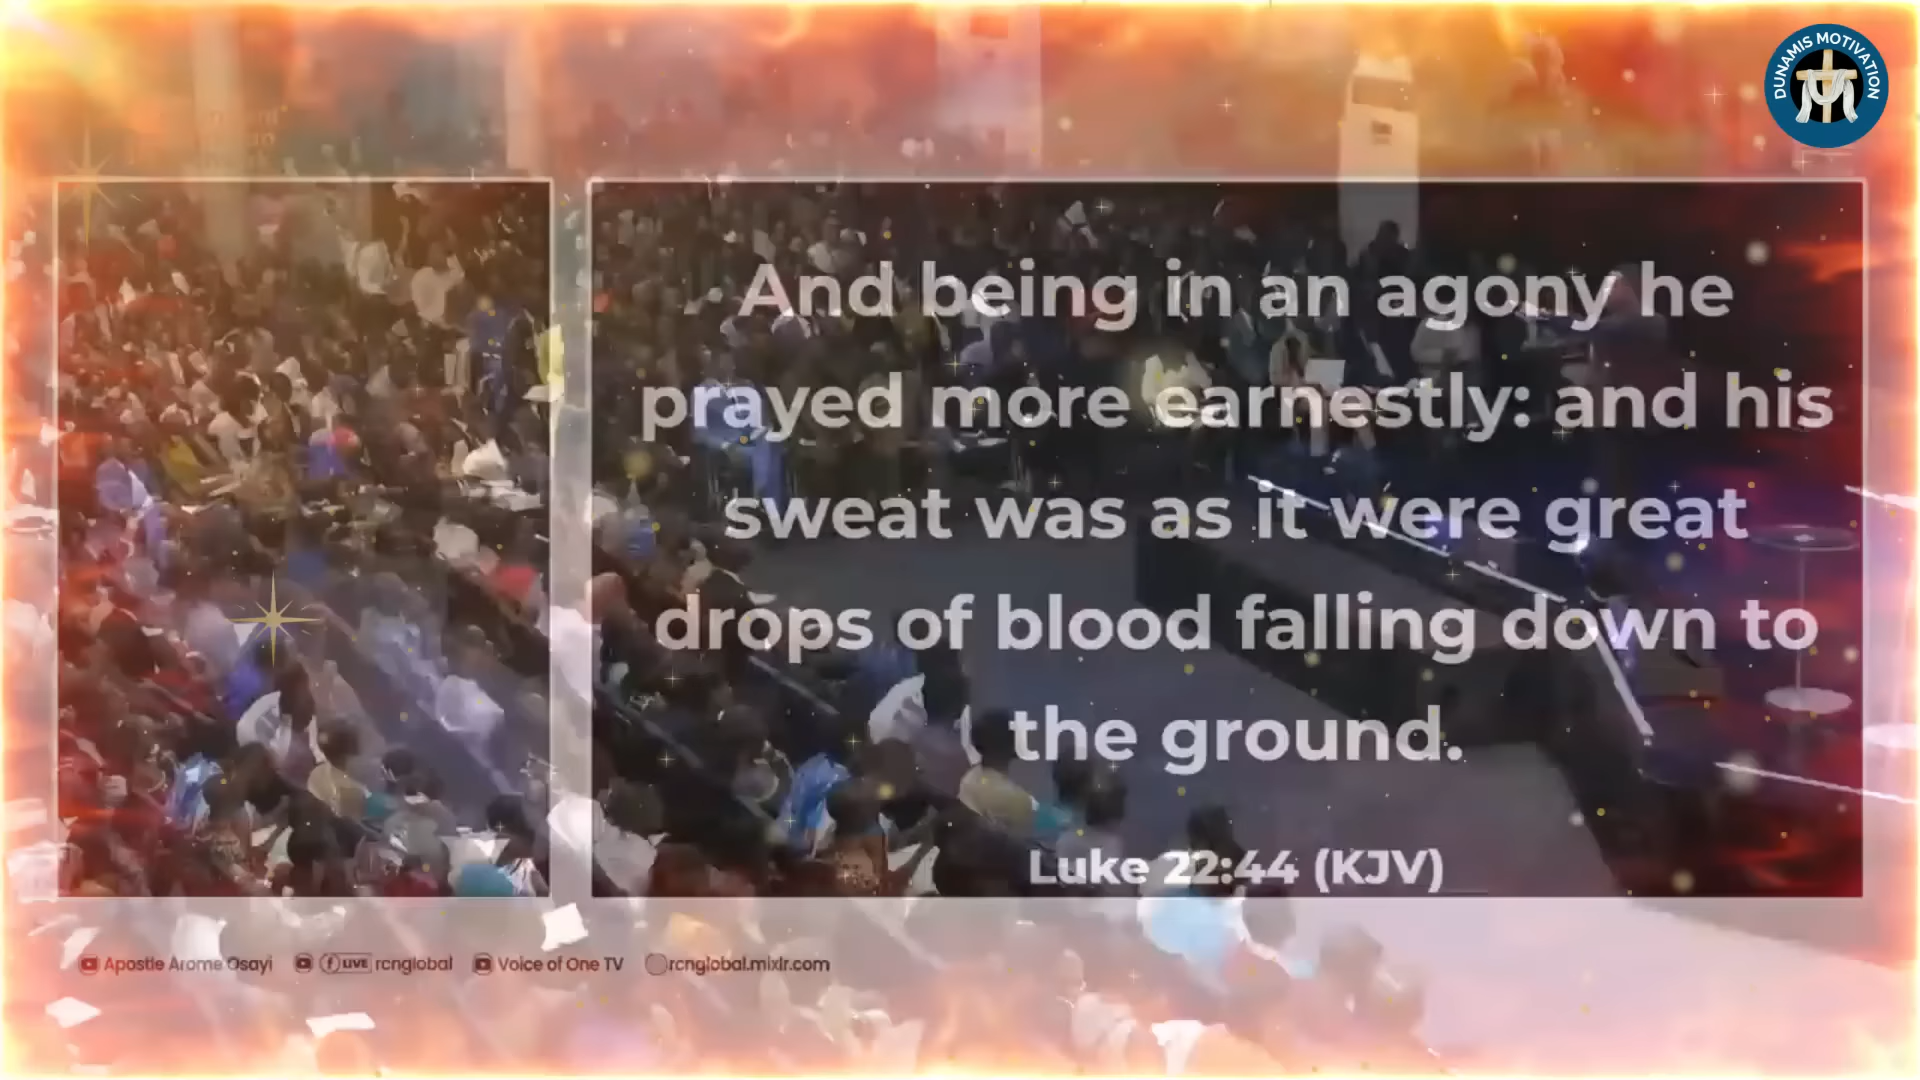 DUNAMIS MOTIVATION
And being in an agony he
prayed more earnestly: and his
sweat was as it were great
drops of blood falling down to
the ground.
Luke 22:44 (KJV)
Apostle Arome Osayi LIVE rcnglobal Voice of One TV rcnglobal.mixlr.com